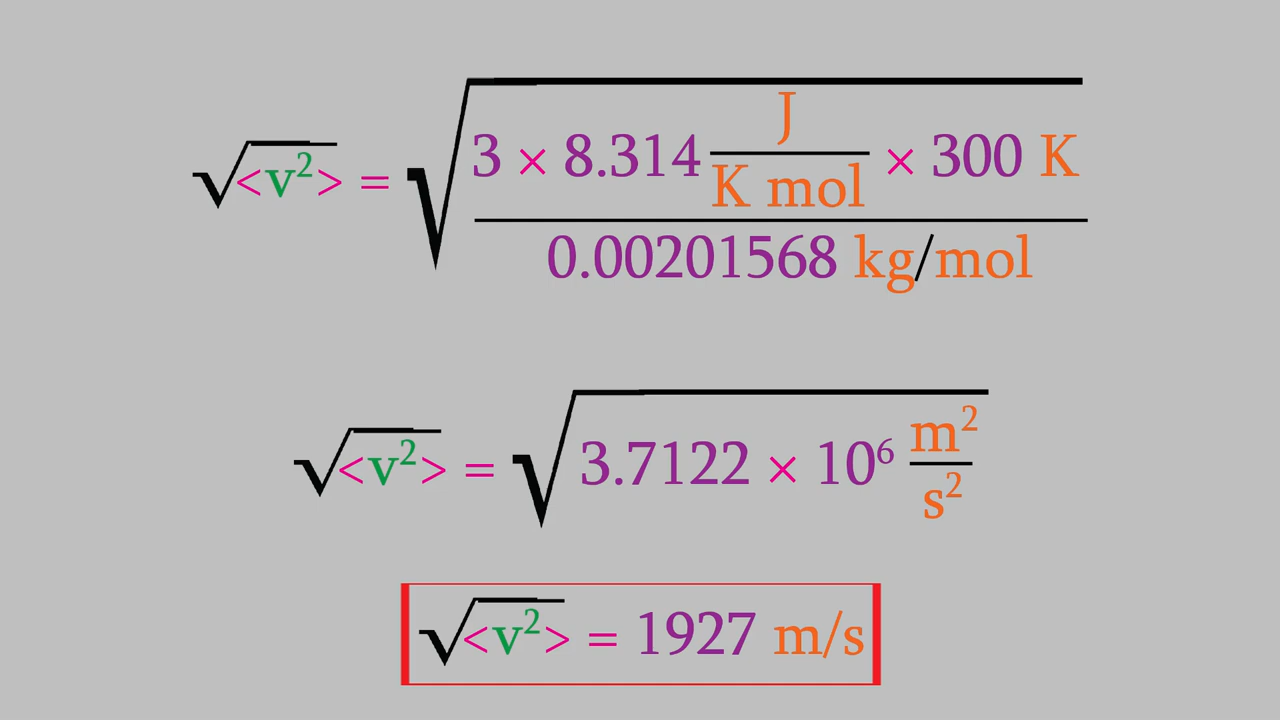 √<v²> = √(3 × 8.314 J/(K mol) × 300 K / 0.00201568 kg/mol)
√<v²> = √(3.7122 × 10⁶ m²/s²)
√<v²> = 1927 m/s